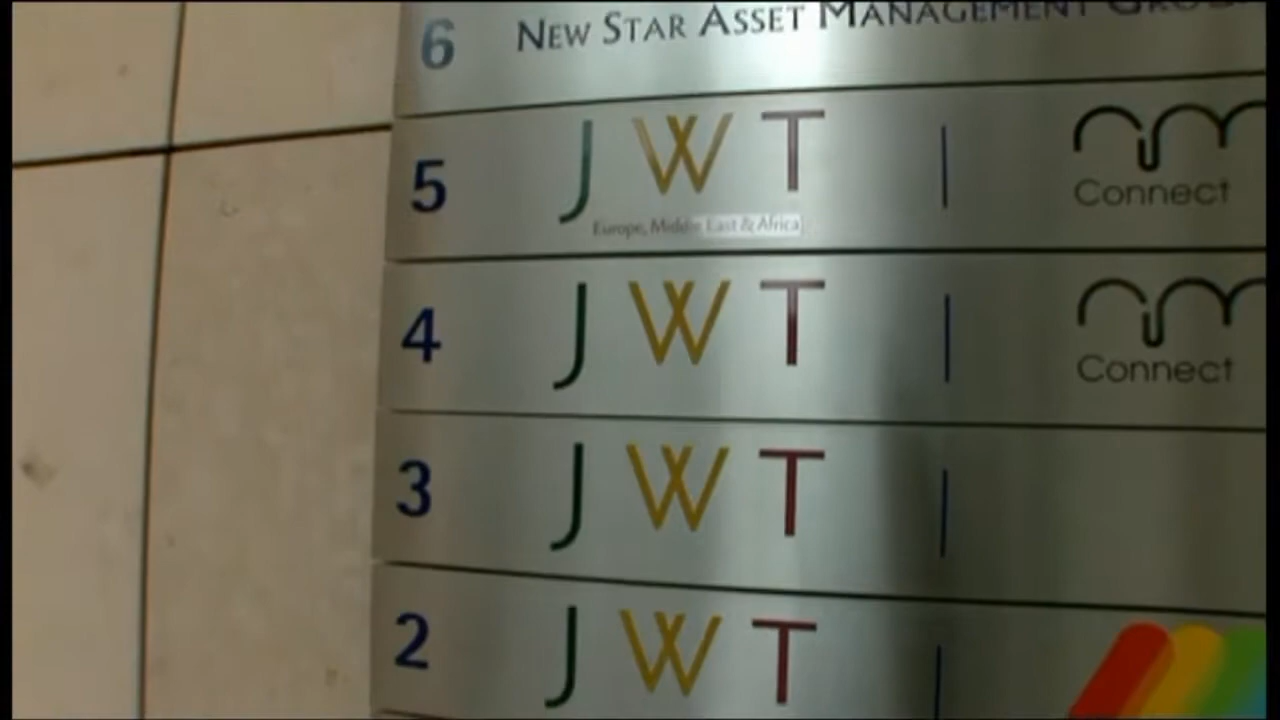 6 NEW STAR ASSET MANAGEMENT
5 JWT | Connect
Europe, Middle East & Africa
4 JWT | Connect
3 JWT |
2 JWT |